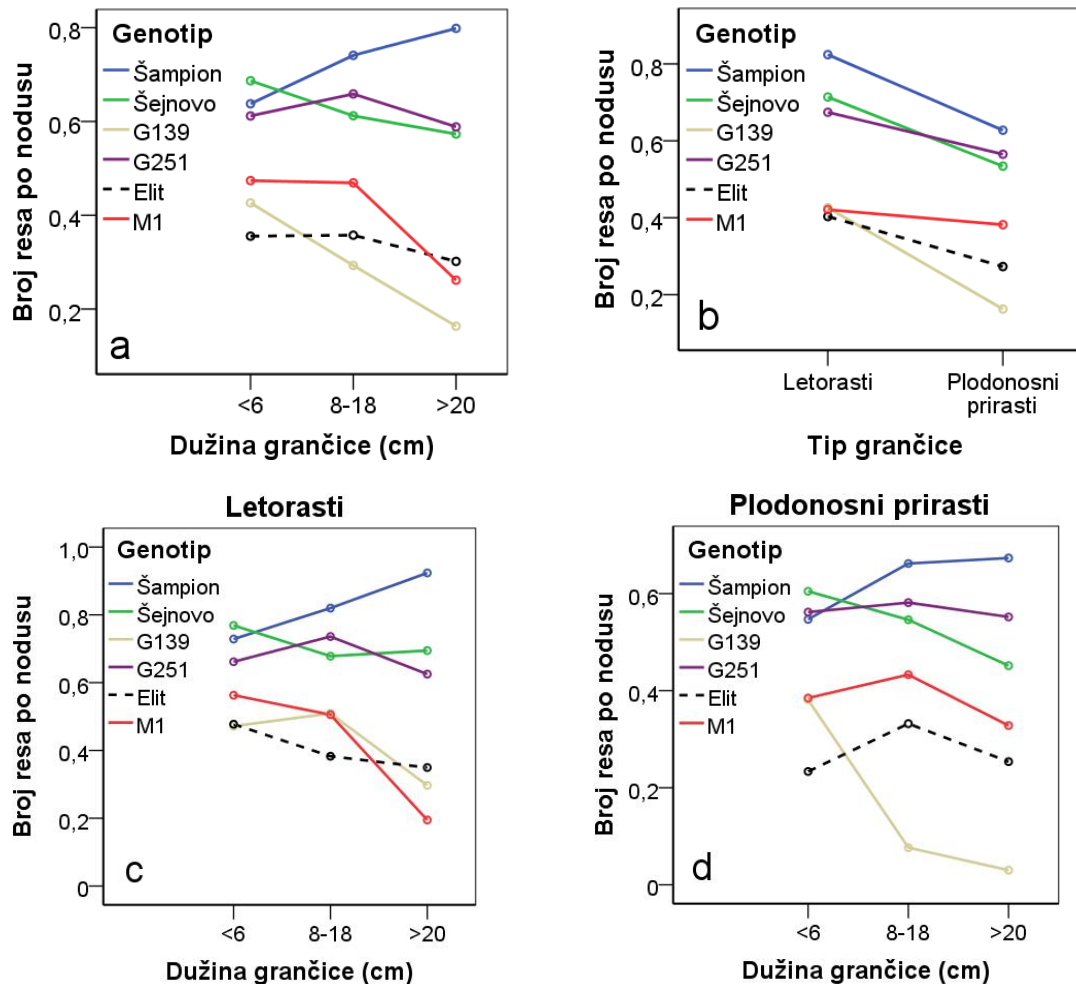 Broj resa po nodusu
0,8
0,6
0,4
0,2
Genotip
Šampion
Šejnovo
G139
G251
Elit
M1
a
<6
8-18
>20
Dužina grančice (cm)
Broj resa po nodusu
0,8
0,6
0,4
0,2
Genotip
Šampion
Šejnovo
G139
G251
Elit
M1
b
Letorasti
Plodonosni
prirasti
Tip grančice
Letorasti
Broj resa po nodusu
1,0
0,8
0,6
0,4
0,2
0
Genotip
Šampion
Šejnovo
G139
G251
Elit
M1
c
<6
8-18
>20
Dužina grančice (cm)
Plodonosni prirasti
Broj resa po nodusu
0,6
0,4
0,2
0
Genotip
Šampion
Šejnovo
G139
G251
Elit
M1
d
<6
8-18
>20
Dužina grančice (cm)